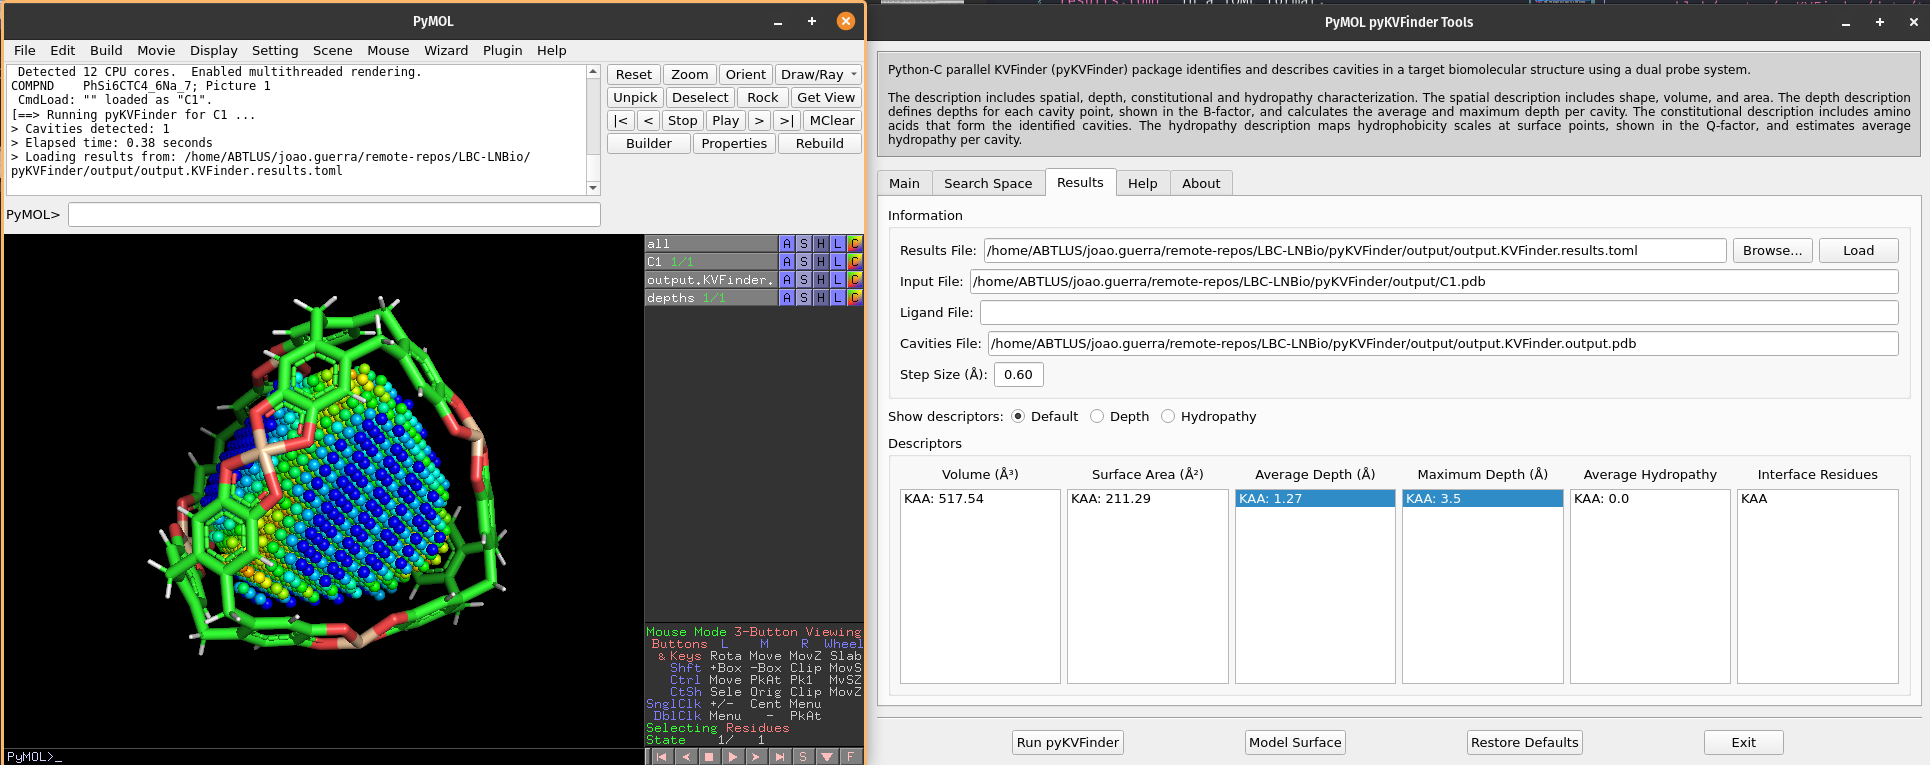 PyMOL
File Edit Build Movie Display Setting Scene Mouse Wizard Plugin Help
Detected 12 CPU cores. Enabled multithreaded rendering.
COMPND PhSi6CTC4_6Na_7; Picture 1
CmdLoad: "" loaded as "C1".
[==> Running pyKVFinder for C1 ...
> Cavities detected: 1
> Elapsed time: 0.38 seconds
> Loading results from: /home/ABTLUS/joao.guerra/remote-repos/LBC-LNBio/
pyKVFinder/output/output.KVFinder.results.toml
PyMOL>
Reset Zoom Orient Draw/Ray
Unpick Deselect Rock Get View
|< < Stop Play > >| MClear
Builder Properties Rebuild
all A S H L C
C1 1/1 A S H L C
output.KVFinder. A S H L C
depths 1/1 A S H L C
Mouse Mode 3-Button Viewing
Buttons L M R Wheel
& Keys Rota Move MovZ Slab
Shft +Box -Box Clip MovS
Ctrl Move PkAt Pk1 MvSZ
CtSh Sele Orig Clip MovZ
SnglClk +/- Cent Menu
DblClk Menu - PkAt
Selecting Residues
State 1/ 1
S F
PyMOL>_
PyMOL pyKVFinder Tools
Python-C parallel KVFinder (pyKVFinder) package identifies and describes cavities in a target biomolecular structure using a dual probe system.
The description includes spatial, depth, constitutional and hydropathy characterization. The spatial description includes shape, volume, and area. The depth description
defines depths for each cavity point, shown in the B-factor, and calculates the average and maximum depth per cavity. The constitutional description includes amino
acids that form the identified cavities. The hydropathy description maps hydrophobicity scales at surface points, shown in the Q-factor, and estimates average
hydropathy per cavity.
Main Search Space Results Help About
Information
Results File: /home/ABTLUS/joao.guerra/remote-repos/LBC-LNBio/pyKVFinder/output/output.KVFinder.results.toml Browse... Load
Input File: /home/ABTLUS/joao.guerra/remote-repos/LBC-LNBio/pyKVFinder/output/C1.pdb
Ligand File:
Cavities File: /home/ABTLUS/joao.guerra/remote-repos/LBC-LNBio/pyKVFinder/output/output.KVFinder.output.pdb
Step Size (Å): 0.60
Show descriptors: Default Depth Hydropathy
Descriptors
Volume (Å³) Surface Area (Å²) Average Depth (Å) Maximum Depth (Å) Average Hydropathy Interface Residues
KAA: 517.54 KAA: 211.29 KAA: 1.27 KAA: 3.5 KAA: 0.0 KAA
Run pyKVFinder Model Surface Restore Defaults Exit